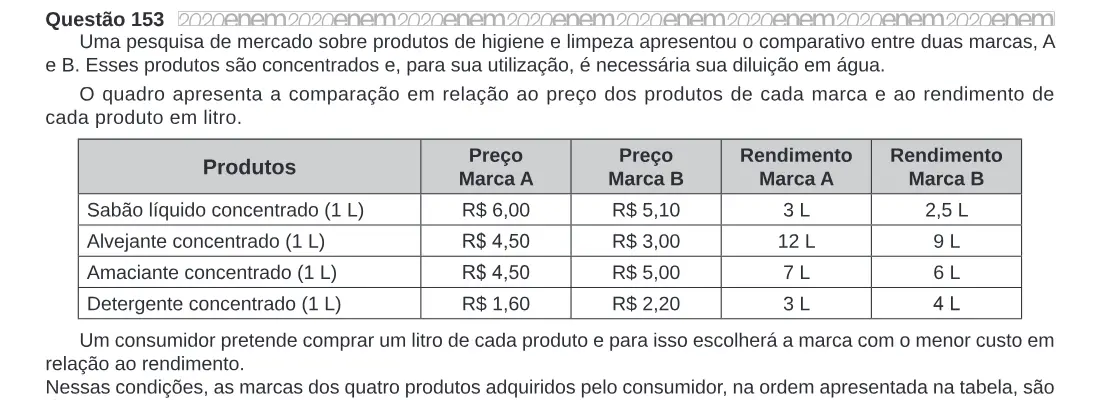 Questão 153 2020enem2020enem2020enem2020enem2020enem2020enem2020enem2020enem
Uma pesquisa de mercado sobre produtos de higiene e limpeza apresentou o comparativo entre duas marcas, A
e B. Esses produtos são concentrados e, para sua utilização, é necessária sua diluição em água.
O quadro apresenta a comparação em relação ao preço dos produtos de cada marca e ao rendimento de
cada produto em litro.
Produtos Preço Marca A Preço Marca B Rendimento Marca A Rendimento Marca B
Sabão líquido concentrado (1 L) R$ 6,00 R$ 5,10 3 L 2,5 L
Alvejante concentrado (1 L) R$ 4,50 R$ 3,00 12 L 9 L
Amaciante concentrado (1 L) R$ 4,50 R$ 5,00 7 L 6 L
Detergente concentrado (1 L) R$ 1,60 R$ 2,20 3 L 4 L
Um consumidor pretende comprar um litro de cada produto e para isso escolherá a marca com o menor custo em
relação ao rendimento.
Nessas condições, as marcas dos quatro produtos adquiridos pelo consumidor, na ordem apresentada na tabela, são